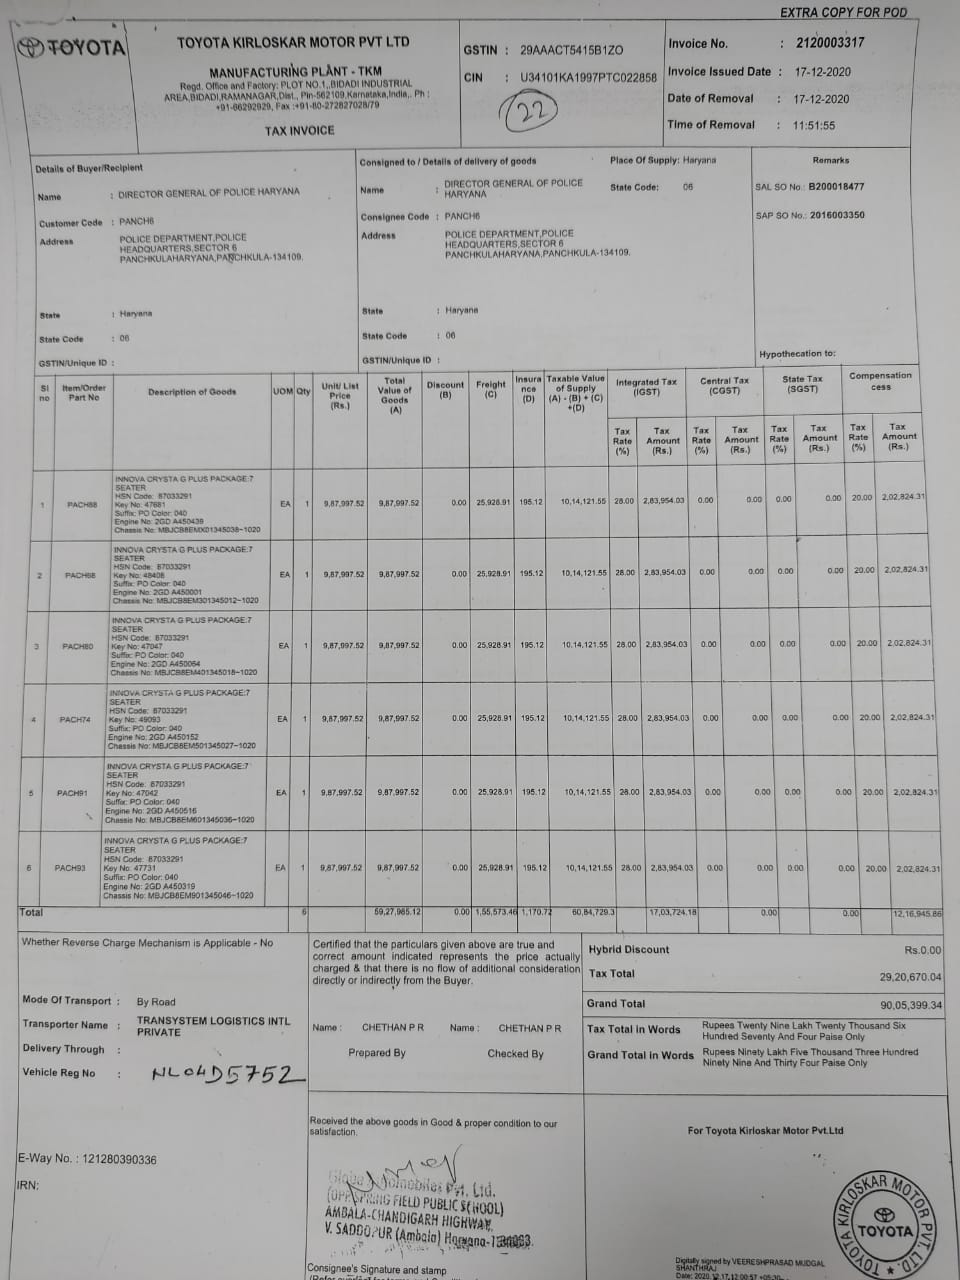 EXTRA COPY FOR POD
TOYOTA
TOYOTA KIRLOSKAR MOTOR PVT LTD
MANUFACTURING PLANT - TKM
Regd. Office and Factory: PLOT NO.1,,BIDADI INDUSTRIAL
AREA,BIDADI,RAMANAGAR,Dist., Pin-562109,Karnataka,India,. Ph :
+91-66292929, Fax :+91-80-272827028/79
TAX INVOICE
GSTIN : 29AAACT5415B1ZO
CIN : U34101KA1997PTC022858
22
Invoice No. : 2120003317
Invoice Issued Date : 17-12-2020
Date of Removal : 17-12-2020
Time of Removal : 11:51:55
Details of Buyer/Recipient
Name : DIRECTOR GENERAL OF POLICE HARYANA
Customer Code : PANCH6
Address POLICE DEPARTMENT,POLICE
HEADQUARTERS,SECTOR 6
PANCHKULAHARYANA,PANCHKULA-134109,
State : Haryana
State Code : 06
GSTIN/Unique ID :
Consigned to / Details of delivery of goods
Name : DIRECTOR GENERAL OF POLICE
HARYANA
Consignee Code : PANCH6
Address POLICE DEPARTMENT,POLICE
HEADQUARTERS,SECTOR 6
PANCHKULAHARYANA,PANCHKULA-134109,
State : Haryana
State Code : 06
GSTIN/Unique ID :
Place Of Supply: Haryana
State Code: 06
Remarks
SAL SO No.: B200018477
SAP SO No.: 2016003350
Hypothecation to:
Sl no Item/Order Part No Description of Goods UOM Qty Unit/ List Price (Rs.) Total Value of Goods (A) Discount (B) Freight (C) Insurance (D) Taxable Value of Supply (A) - (B) + (C) +(D) Integrated Tax (IGST) Central Tax (CGST) State Tax (SGST) Compensation cess
Tax Rate (%) Tax Amount (Rs.) Tax Rate (%) Tax Amount (Rs.) Tax Rate (%) Tax Amount (Rs.) Tax Rate (%) Tax Amount (Rs.)
INNOVA CRYSTA G PLUS PACKAGE:7
SEATER
HSN Code: 87033291
Key No: 47681
Suffix: PO Color: 040
Engine No: 2GD A450439
Chassis No: MBJCB8EMX01345038~1020
1 PACH88 EA 1 9,87,997.52 9,87,997.52 0.00 25,928.91 195.12 10,14,121.55 28.00 2,83,954.03 0.00 0.00 0.00 0.00 20.00 2,02,824.31
INNOVA CRYSTA G PLUS PACKAGE:7
SEATER
HSN Code: 87033291
Key No: 48408
Suffix: PO Color: 040
Engine No: 2GD A450001
Chassis No: MBJCB8EM301345012~1020
2 PACH68 EA 1 9,87,997.52 9,87,997.52 0.00 25,928.91 195.12 10,14,121.55 28.00 2,83,954.03 0.00 0.00 0.00 0.00 20.00 2,02,824.31
INNOVA CRYSTA G PLUS PACKAGE:7
SEATER
HSN Code: 87033291
Key No: 47047
Suffix: PO Color: 040
Engine No: 2GD A450064
Chassis No: MBJCB8EM401345018~1020
3 PACH80 EA 1 9,87,997.52 9,87,997.52 0.00 25,928.91 195.12 10,14,121.55 28.00 2,83,954.03 0.00 0.00 0.00 0.00 20.00 2,02,824.31
INNOVA CRYSTA G PLUS PACKAGE:7
SEATER
HSN Code: 87033291
Key No: 49093
Suffix: PO Color: 040
Engine No: 2GD A450152
Chassis No: MBJCB8EM501345027~1020
4 PACH74 EA 1 9,87,997.52 9,87,997.52 0.00 25,928.91 195.12 10,14,121.55 28.00 2,83,954.03 0.00 0.00 0.00 0.00 20.00 2,02,824.31
INNOVA CRYSTA G PLUS PACKAGE:7
SEATER
HSN Code: 87033291
Key No: 47042
Suffix: PO Color: 040
Engine No: 2GD A450516
Chassis No: MBJCB8EM601345036~1020
5 PACH91 EA 1 9,87,997.52 9,87,997.52 0.00 25,928.91 195.12 10,14,121.55 28.00 2,83,954.03 0.00 0.00 0.00 0.00 20.00 2,02,824.31
INNOVA CRYSTA G PLUS PACKAGE:7
SEATER
HSN Code: 87033291
Key No: 47731
Suffix: PO Color: 040
Engine No: 2GD A450319
Chassis No: MBJCB8EM901345046~1020
6 PACH93 EA 1 9,87,997.52 9,87,997.52 0.00 25,928.91 195.12 10,14,121.55 28.00 2,83,954.03 0.00 0.00 0.00 0.00 20.00 2,02,824.31
Total 6 59,27,985.12 0.00 1,55,573.46 1,170.72 60,84,729.3 17,03,724.18 0.00 0.00 12,16,945.86
Whether Reverse Charge Mechanism is Applicable - No
Mode Of Transport : By Road
Transporter Name : TRANSYSTEM LOGISTICS INTL
PRIVATE
Delivery Through :
Vehicle Reg No : NL04D5752
E-Way No. : 121280390336
IRN:
Certified that the particulars given above are true and
correct amount indicated represents the price actually
charged & that there is no flow of additional consideration
directly or indirectly from the Buyer.
Name : CHETHAN P R Name : CHETHAN P R
Prepared By Checked By
Hybrid Discount Rs.0.00
Tax Total 29,20,670.04
Grand Total 90,05,399.34
Tax Total in Words Rupees Twenty Nine Lakh Twenty Thousand Six
Hundred Seventy And Four Paise Only
Grand Total in Words Rupees Ninety Lakh Five Thousand Three Hundred
Ninety Nine And Thirty Four Paise Only
Received the above goods in Good & proper condition to our
satisfaction.
Pvt. Ltd.
(OPP. SPRING FIELD PUBLIC SCHOOL)
AMBALA-CHANDIGARH HIGHWAY,
V. SADDOPUR (Ambala) Haryana-
Consignee's Signature and stamp
For Toyota Kirloskar Motor Pvt.Ltd
TOYOTA KIRLOSKAR MOTOR PVT. LTD.
TOYOTA
Digitally signed by VEERESHPRASAD MUDGAL
SHANTHRAJ
Date: 2020.12.17 12:00:57 +05:30